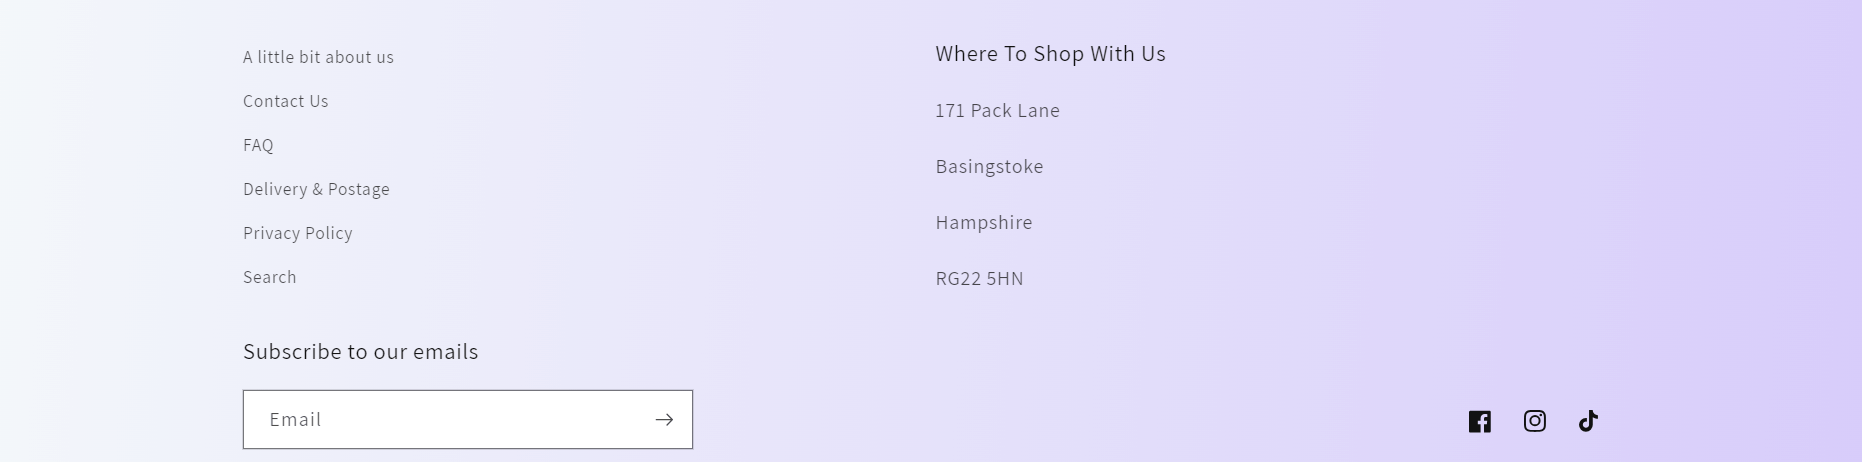 A little bit about us
Contact Us
FAQ
Delivery & Postage
Privacy Policy
Search
Where To Shop With Us
171 Pack Lane
Basingstoke
Hampshire
RG22 5HN
Subscribe to our emails
Email